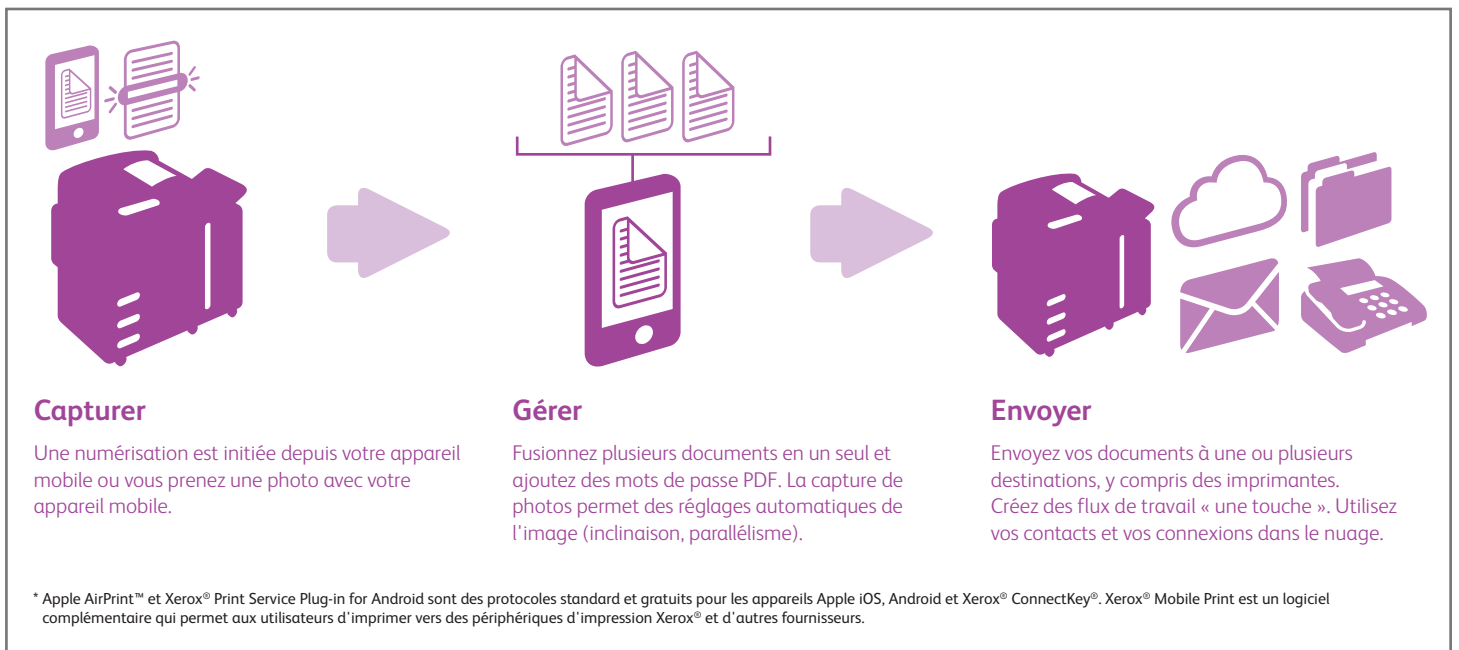 Capturer
Une numérisation est initiée depuis votre appareil
mobile ou vous prenez une photo avec votre
appareil mobile.
Gérer
Fusionnez plusieurs documents en un seul et
ajoutez des mots de passe PDF. La capture de
photos permet des réglages automatiques de
l'image (inclinaison, parallélisme).
Envoyer
Envoyez vos documents à une ou plusieurs
destinations, y compris des imprimantes.
Créez des flux de travail « une touche ». Utilisez
vos contacts et vos connexions dans le nuage.
* Apple AirPrint™ et Xerox® Print Service Plug-in for Android sont des protocoles standard et gratuits pour les appareils Apple iOS, Android et Xerox® ConnectKey®. Xerox® Mobile Print est un logiciel
complémentaire qui permet aux utilisateurs d'imprimer vers des périphériques d'impression Xerox® et d'autres fournisseurs.